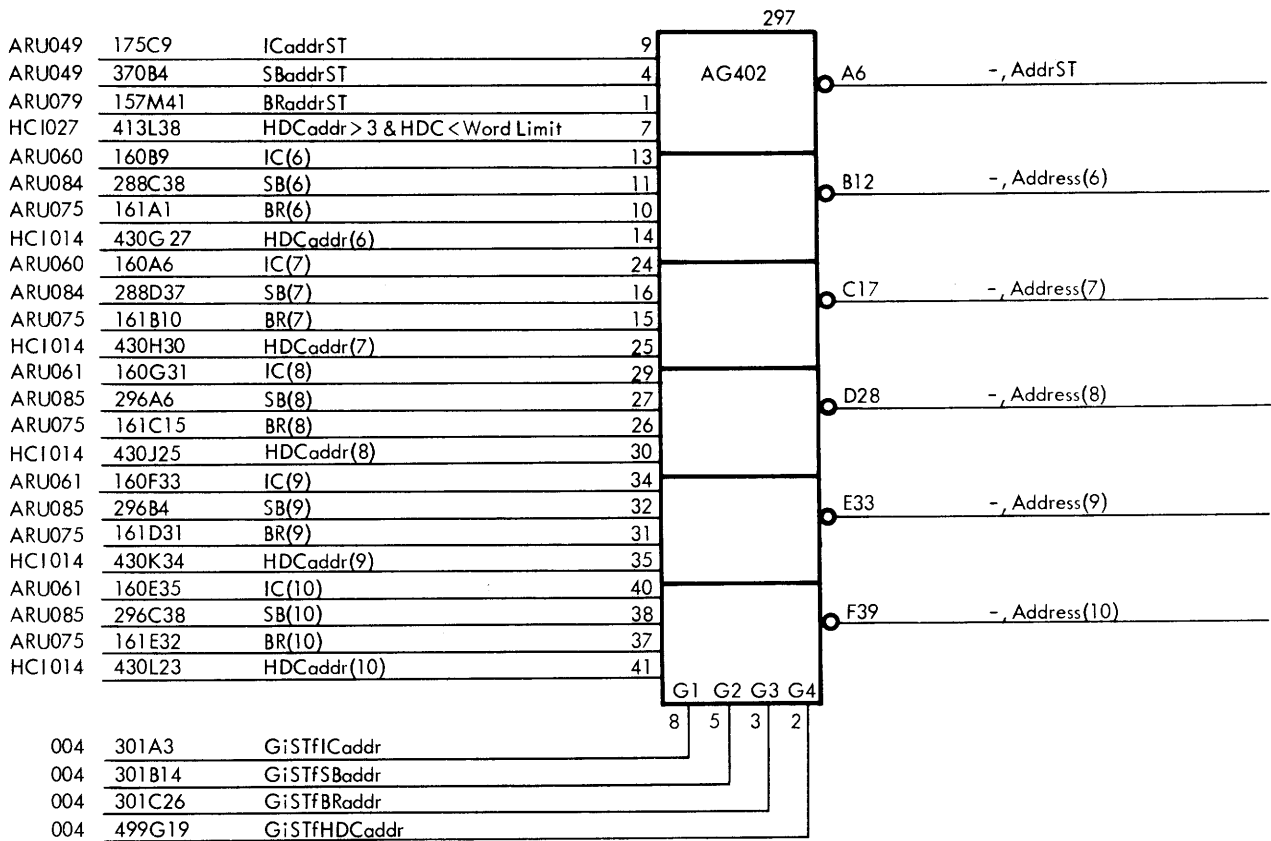 297
ARU049 175C9 ICaddrST 9
AG402
ARU049 370B4 SBaddrST 4
A6 -, AddrST
ARU079 157M41 BRaddrST 1
HCI027 413L38 HDCaddr>3 & HDC<Word Limit 7
ARU060 160B9 IC(6) 13
ARU084 288C38 SB(6) 11
B12 -, Address(6)
ARU075 161A1 BR(6) 10
HCI014 430G27 HDCaddr(6) 14
ARU060 160A6 IC(7) 24
ARU084 288D37 SB(7) 16
C17 -, Address(7)
ARU075 161B10 BR(7) 15
HCI014 430H30 HDCaddr(7) 25
ARU061 160G31 IC(8) 29
ARU085 296A6 SB(8) 27
D28 -, Address(8)
ARU075 161C15 BR(8) 26
HCI014 430J25 HDCaddr(8) 30
ARU061 160F33 IC(9) 34
ARU085 296B4 SB(9) 32
E33 -, Address(9)
ARU075 161D31 BR(9) 31
HCI014 430K34 HDCaddr(9) 35
ARU061 160E35 IC(10) 40
ARU085 296C38 SB(10) 38
F39 -, Address(10)
ARU075 161E32 BR(10) 37
HCI014 430L23 HDCaddr(10) 41
G1 G2 G3 G4
8 5 3 2
004 301A3 GiSTfICaddr
004 301B14 GiSTfSBaddr
004 301C26 GiSTfBRaddr
004 499G19 GiSTfHDCaddr